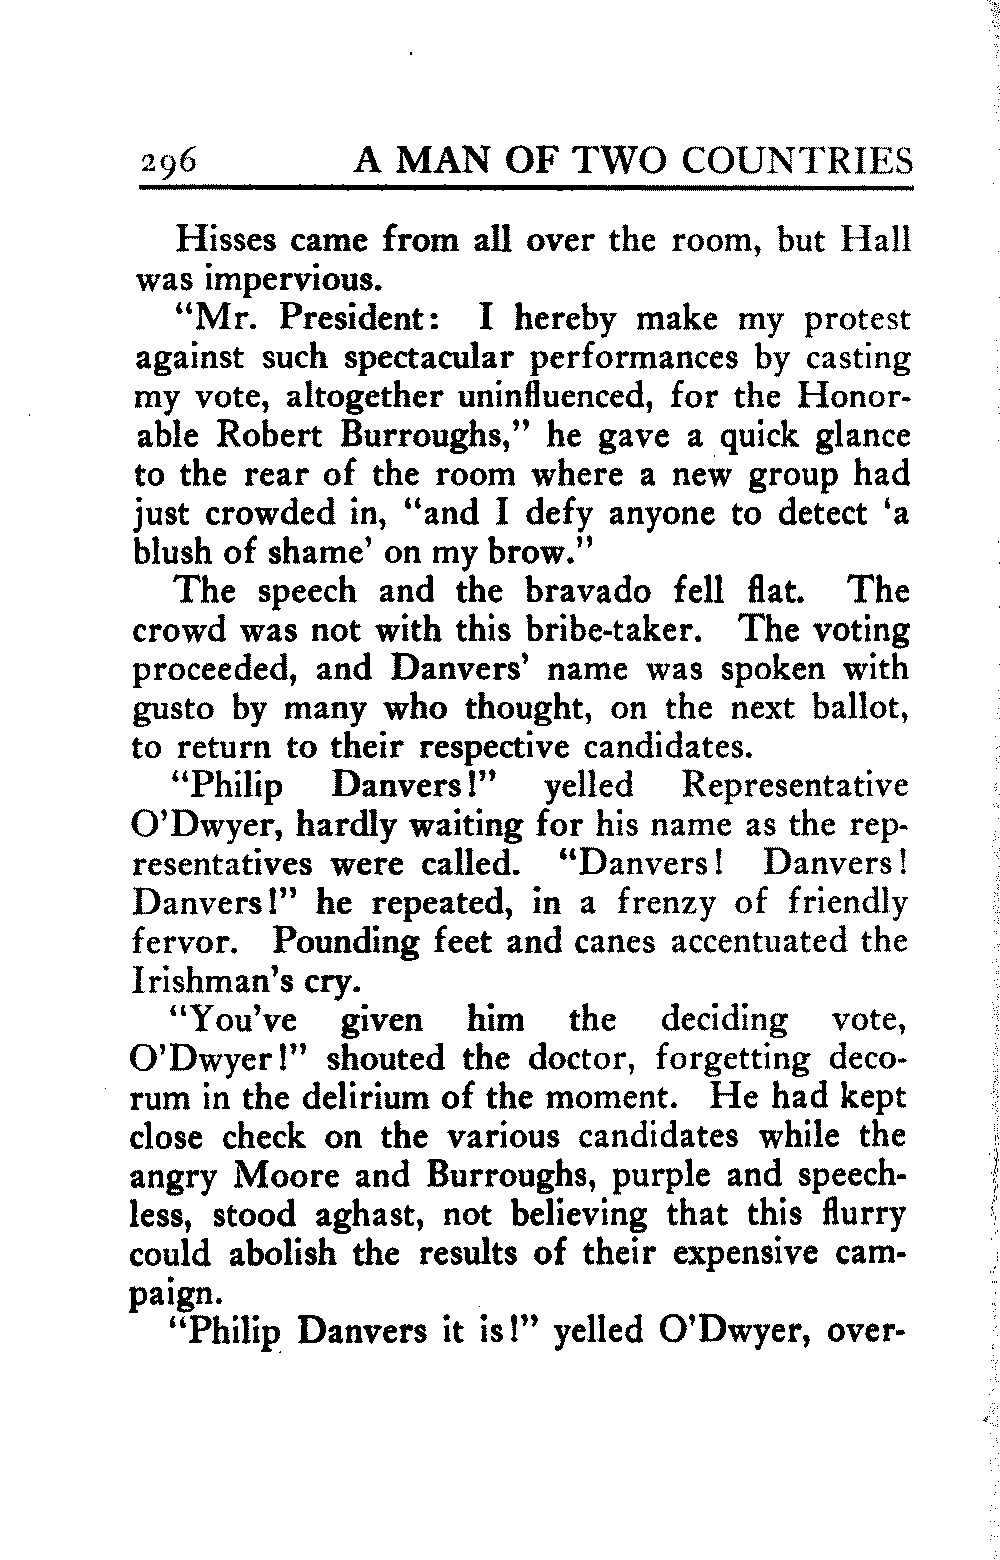 296 A MAN OF TWO COUNTRIES
Hisses came from all over the room, but Hall
was impervious.
“Mr. President: I hereby make my protest
against such spectacular performances by casting
my vote, altogether uninfluenced, for the Honor-
able Robert Burroughs,” he gave a quick glance
to the rear of the room where a new group had
just crowded in, “and I defy anyone to detect ‘a
blush of shame’ on my brow.”
The speech and the bravado fell flat. The
crowd was not with this bribe-taker. The voting
proceeded, and Danvers’ name was spoken with
gusto by many who thought, on the next ballot,
to return to their respective candidates.
“Philip Danvers!” yelled Representative
O’Dwyer, hardly waiting for his name as the rep-
resentatives were called. “Danvers! Danvers!
Danvers!” he repeated, in a frenzy of friendly
fervor. Pounding feet and canes accentuated the
Irishman’s cry.
“You’ve given him the deciding vote,
O’Dwyer!” shouted the doctor, forgetting deco-
rum in the delirium of the moment. He had kept
close check on the various candidates while the
angry Moore and Burroughs, purple and speech-
less, stood aghast, not believing that this flurry
could abolish the results of their expensive cam-
paign.
“Philip Danvers it is!” yelled O’Dwyer, over-